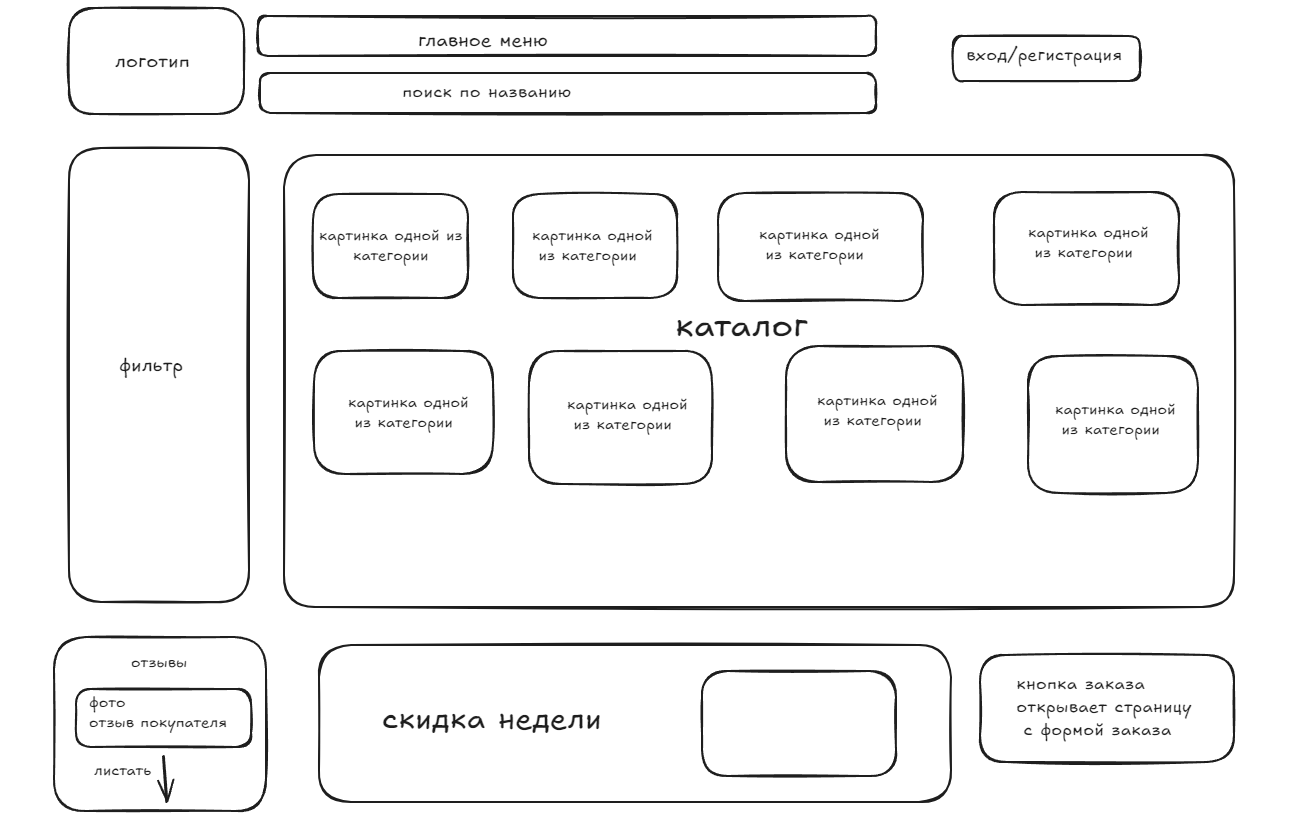 логотип
главное меню
поиск по названию
вход/регистрация
фильтр
картинка одной из
категории
картинка одной
из категории
картинка одной
из категории
картинка одной
из категории
каталог
картинка одной
из категории
картинка одной
из категории
картинка одной
из категории
картинка одной
из категории
отзывы
фото
отзыв покупателя
листать
скидка недели
кнопка заказа
открывает страницу
с формой заказа